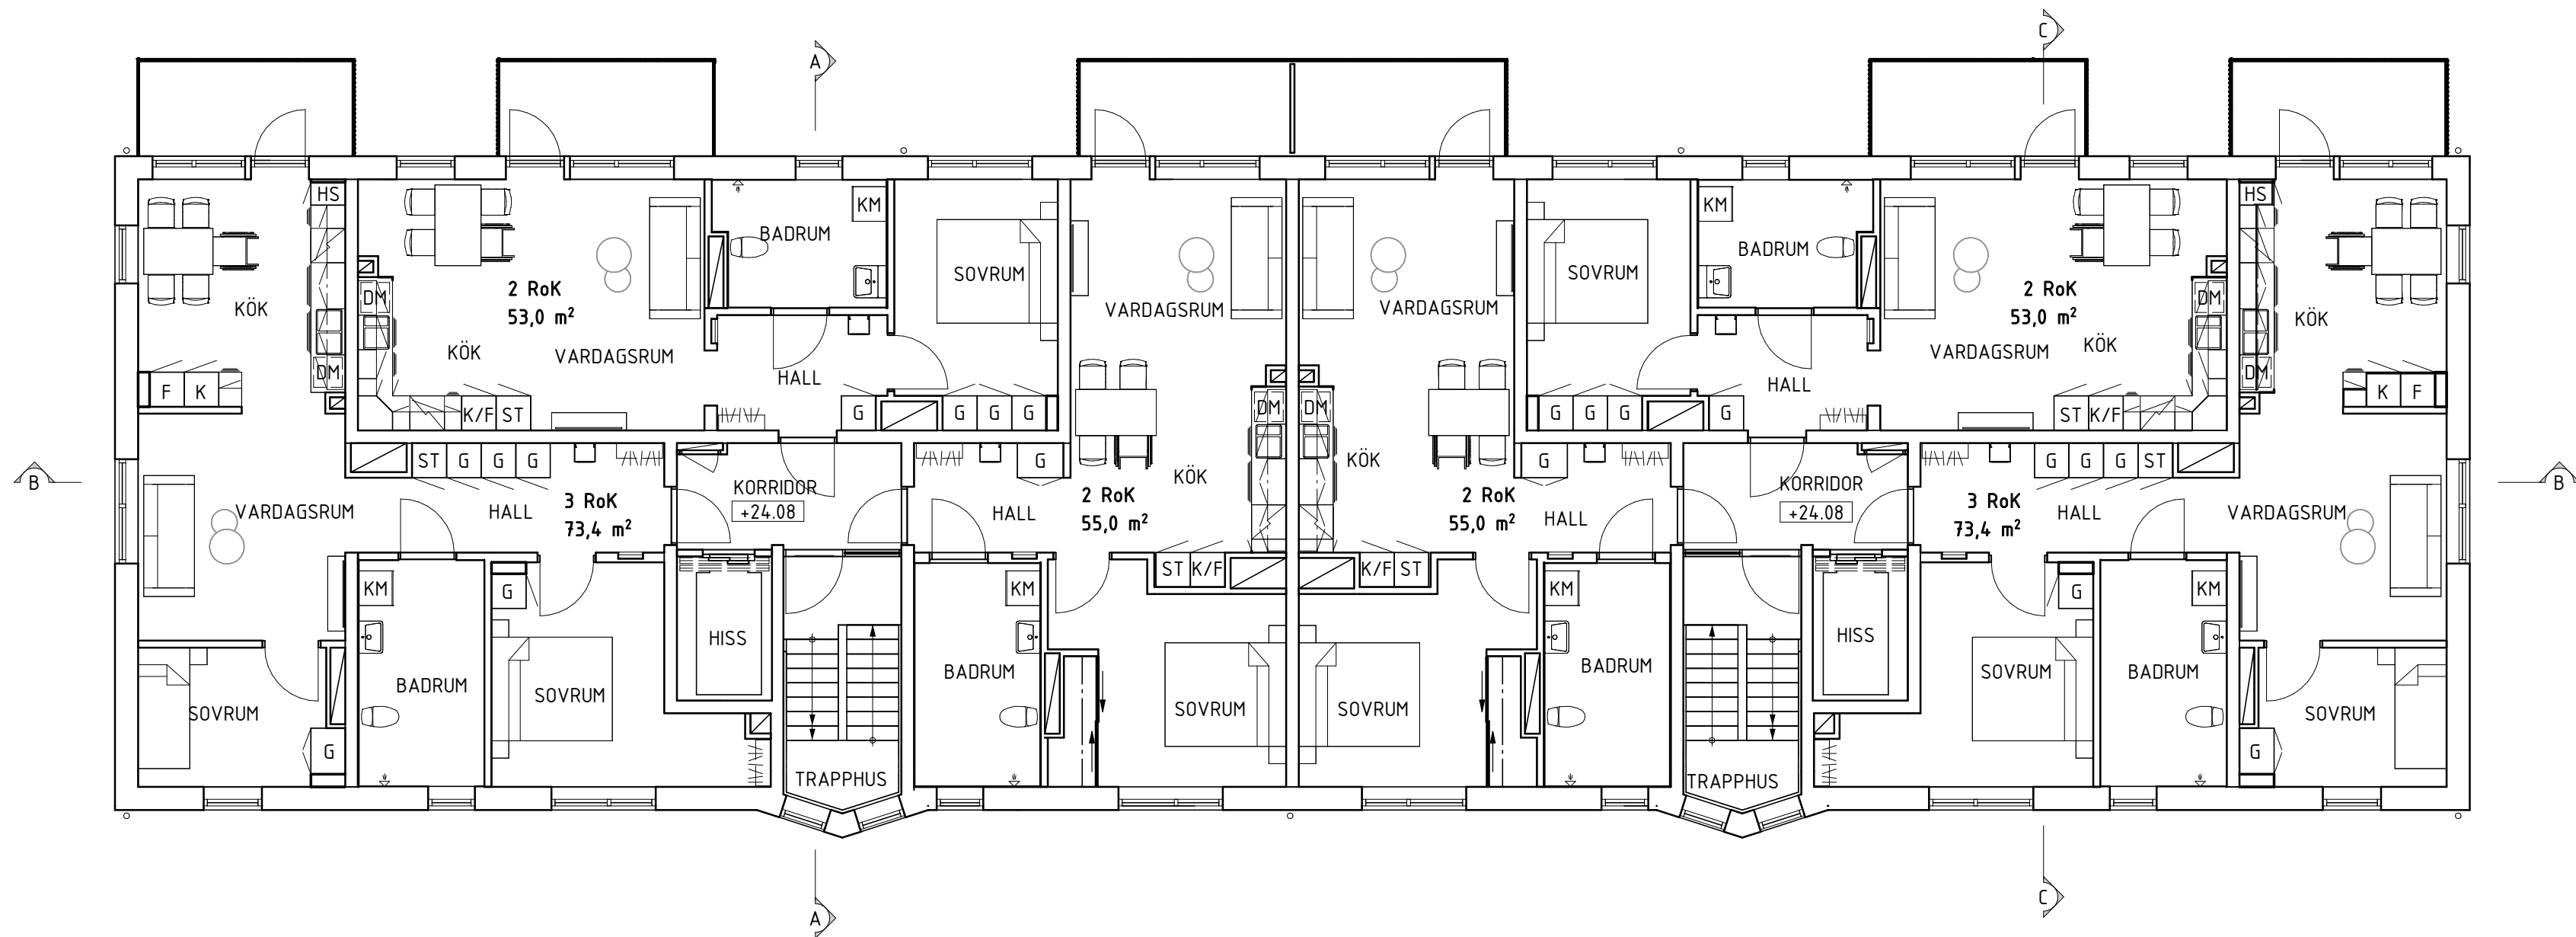 C
A
HS
HS
KM
KM
BADRUM
BADRUM
SOVRUM
SOVRUM
KÖK
2 RoK
53,0 m²
DM
VARDAGSRUM
VARDAGSRUM
2 RoK
53,0 m²
DM
KÖK
KÖK
VARDAGSRUM
HALL
HALL
VARDAGSRUM
KÖK
DM
F
K
K/F
ST
G
G
G
G
DM
DM
G
G
G
G
ST
K/F
DM
K
F
B
ST
G
G
G
KORRIDOR
+24.08
G
KÖK
KÖK
G
KORRIDOR
+24.08
G
G
G
ST
B
VARDAGSRUM
HALL
3 RoK
73,4 m²
HALL
2 RoK
55,0 m²
2 RoK
55,0 m²
HALL
3 RoK
73,4 m²
HALL
VARDAGSRUM
KM
G
HISS
KM
ST
K/F
K/F
ST
KM
HISS
G
KM
SOVRUM
BADRUM
SOVRUM
BADRUM
SOVRUM
SOVRUM
BADRUM
SOVRUM
BADRUM
SOVRUM
G
TRAPPHUS
TRAPPHUS
G
A
C